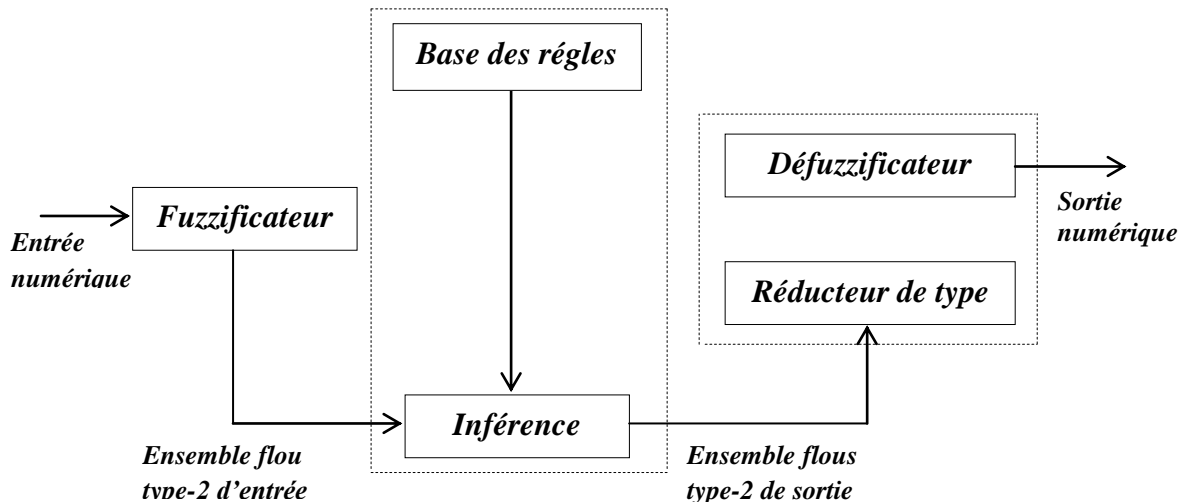 Base des régles
Défuzzificateur
Fuzzificateur
Sortie
numérique
Entrée
numérique
Réducteur de type
Inférence
Ensemble flou
type-2 d’entrée
Ensemble flous
type-2 de sortie